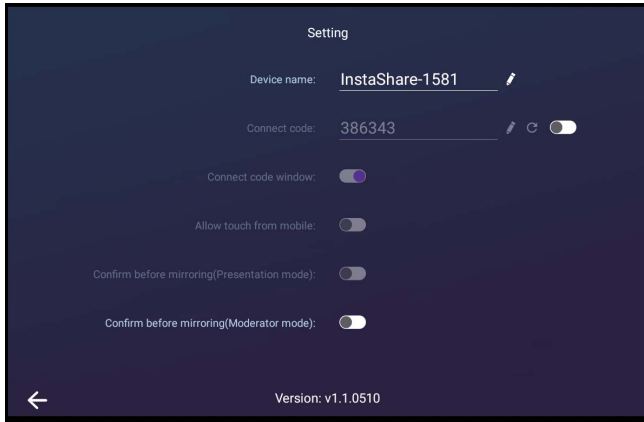 Setting
Device name: InstaShare-1581
Connect code: 386343
Connect code window:
Allow touch from mobile:
Confirm before mirroring(Presentation mode):
Confirm before mirroring(Moderator mode):
Version: v1.1.0510